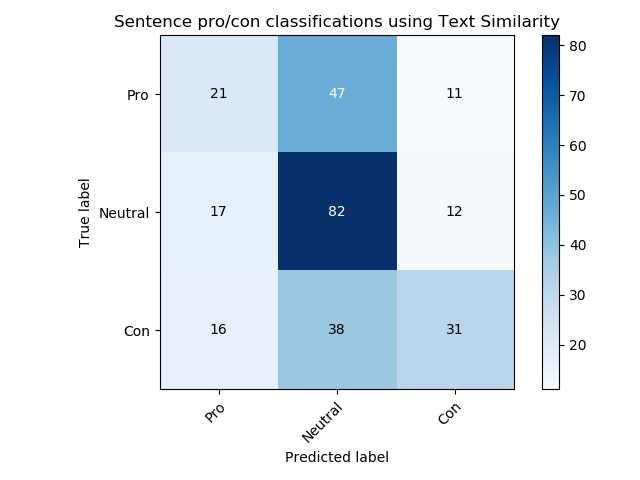 Sentence pro/con classifications using Text Similarity
True label
Pro 21 47 11
Neutral 17 82 12
Con 16 38 31
Pro Neutral Con
Predicted label
80
70
60
50
40
30
20